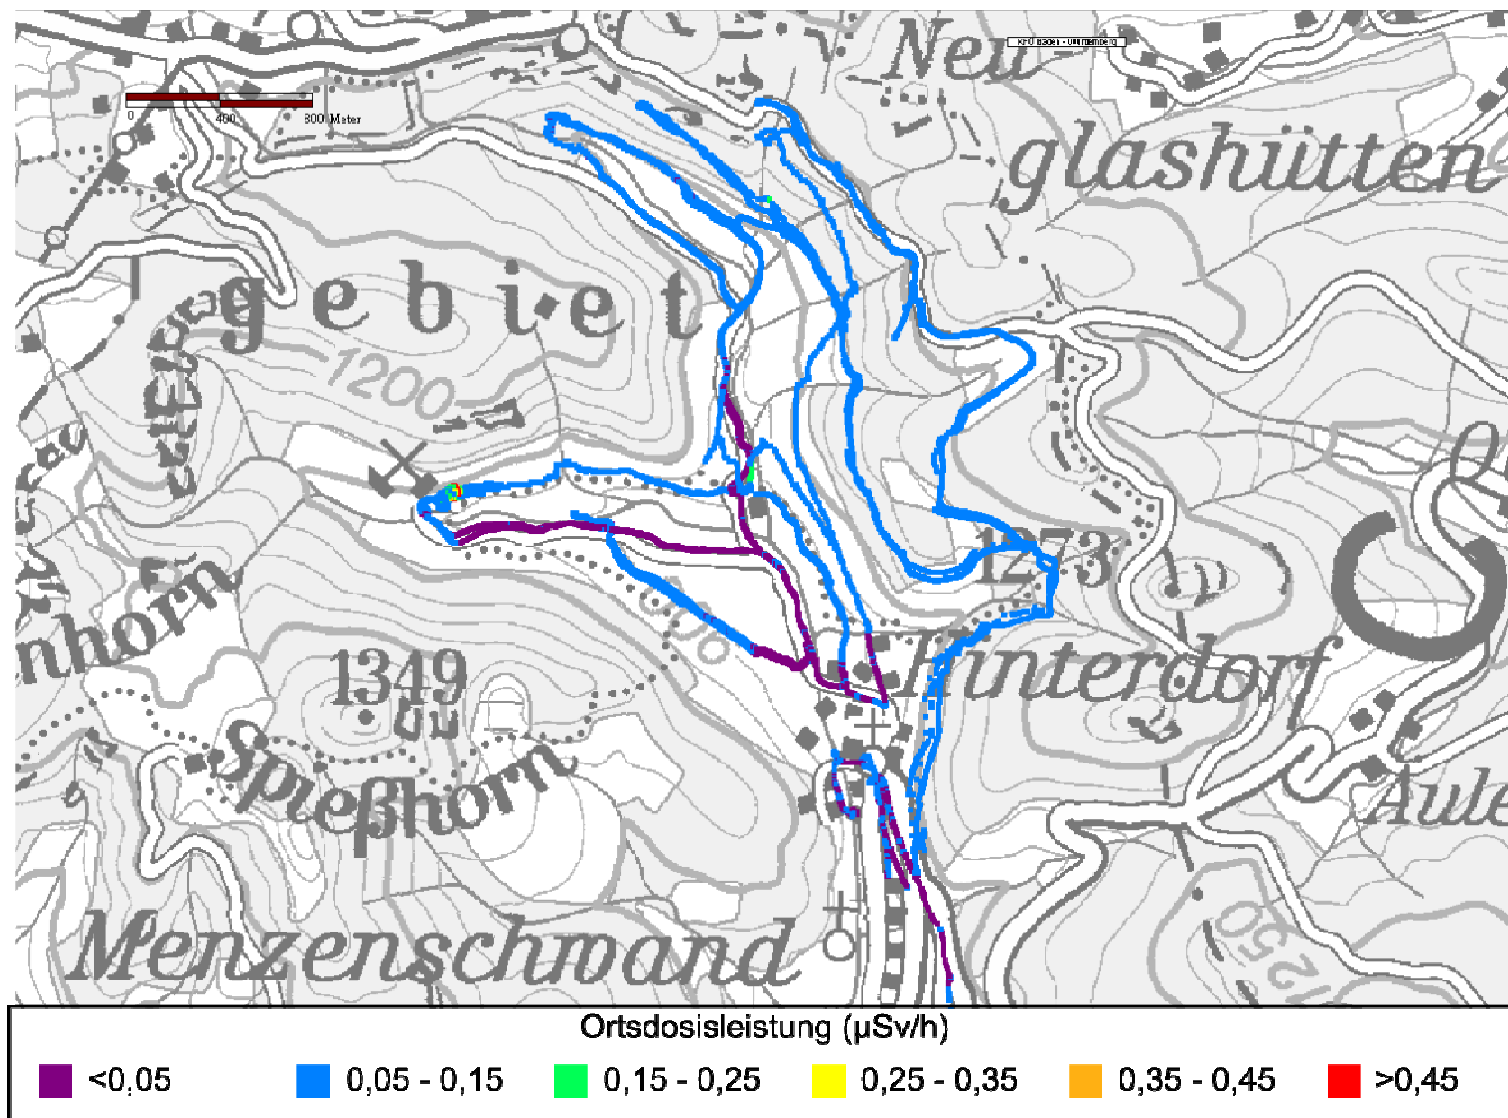 Neu-
glashütten
0 400 800 Meter
gebiet
1200
1273
Hinterdorf
1349
Spießhorn
Aule
Menzenschwand
1250
Ortsdosisleistung (µSv/h)
<0,05 0,05 - 0,15 0,15 - 0,25 0,25 - 0,35 0,35 - 0,45 >0,45